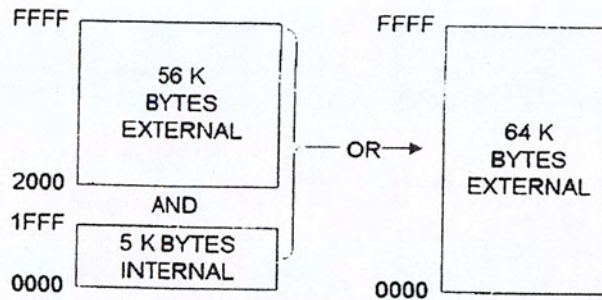 FFFF
56 K
BYTES
EXTERNAL
2000
AND
1FFF
5 K BYTES
INTERNAL
0000
OR
FFFF
64 K
BYTES
EXTERNAL
0000